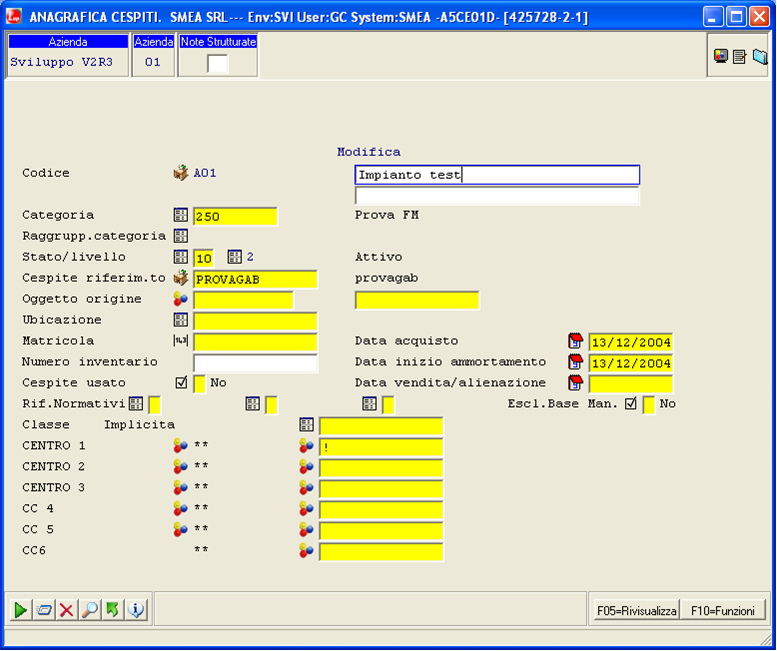 ANAGRAFICA CESPITI. SMEA SRL--- Env:SVI User:GC System:SMEA -A5CE01D- [425728-2-1]
Azienda Azienda Note Strutturate
Sviluppo V2R3 01
Modifica
Codice A01 Impianto test
Categoria 250 Prova FM
Raggrupp.categoria
Stato/livello 10 2 Attivo
Cespite riferim.to PROVAGAB provagab
Oggetto origine
Ubicazione
Matricola Data acquisto 13/12/2004
Numero inventario Data inizio ammortamento 13/12/2004
Cespite usato No Data vendita/alienazione
Rif.Normativi Escl.Base Man. No
Classe Implicita
CENTRO 1 ** !
CENTRO 2 **
CENTRO 3 **
CC 4 **
CC 5 **
CC6 **
F05=Rivisualizza F10=Funzioni